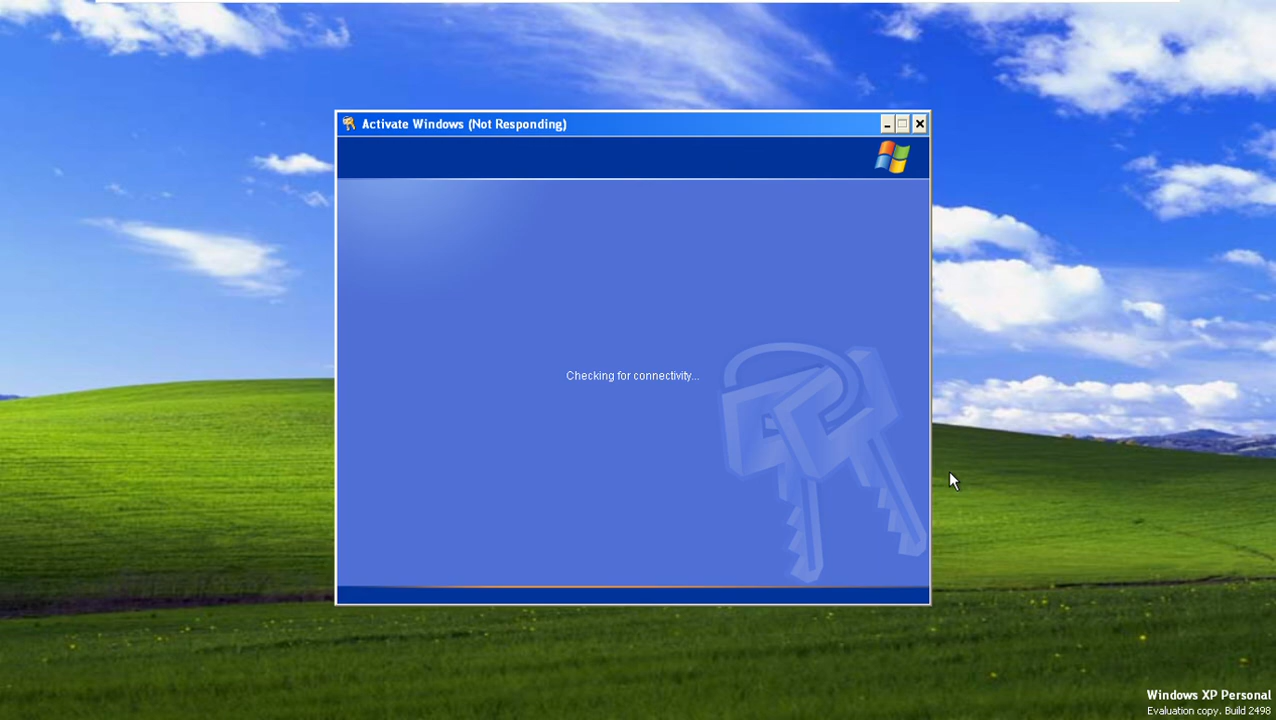 Activate Windows (Not Responding)
Checking for connectivity...
Windows XP Personal
Evaluation copy. Build 2498